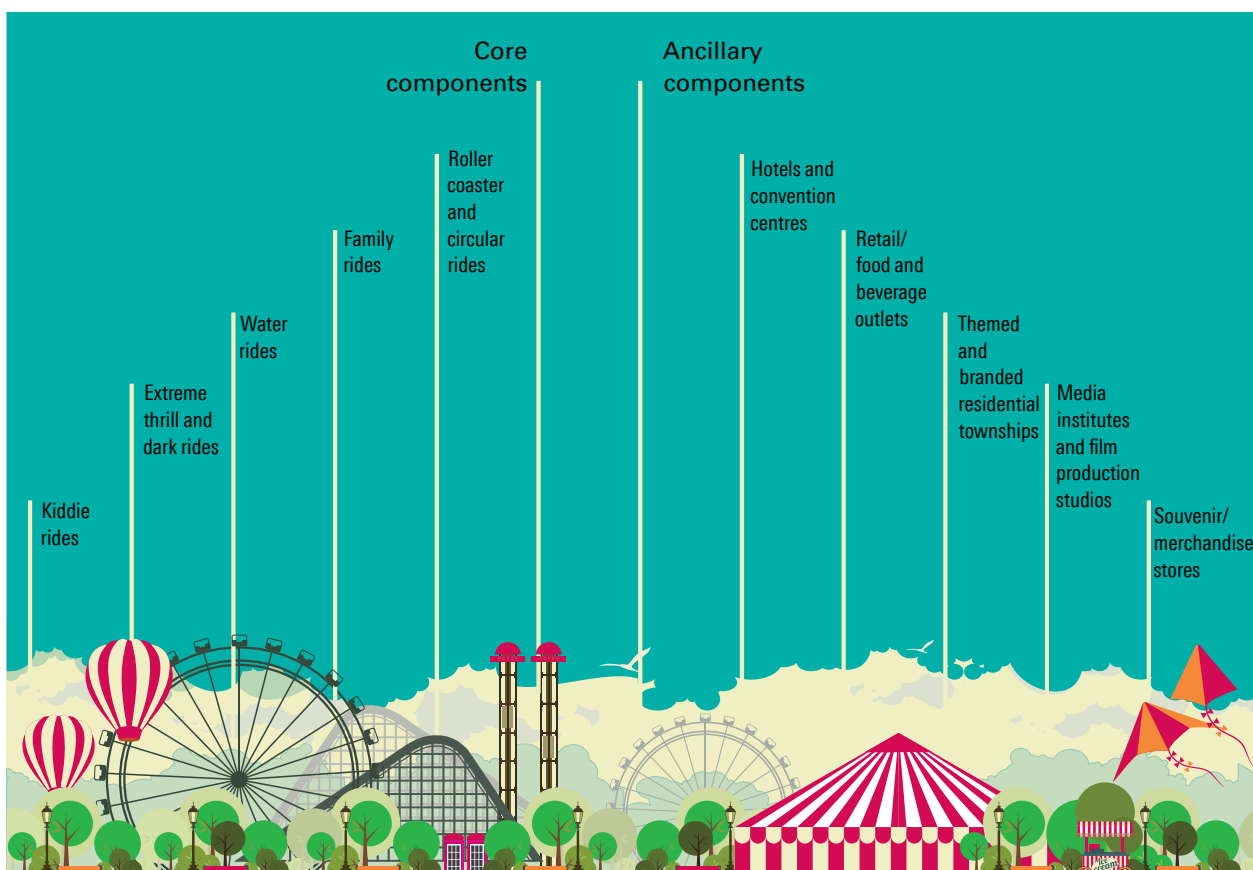 Core
components
Ancillary
components
Roller
coaster
and
circular
rides
Hotels and
convention
centres
Family
rides
Retail/
food and
beverage
outlets
Water
rides
Themed
and
branded
residential
townships
Extreme
thrill and
dark rides
Media
institutes
and film
production
studios
Kiddie
rides
Souvenir/
merchandise
stores
Ice
cream